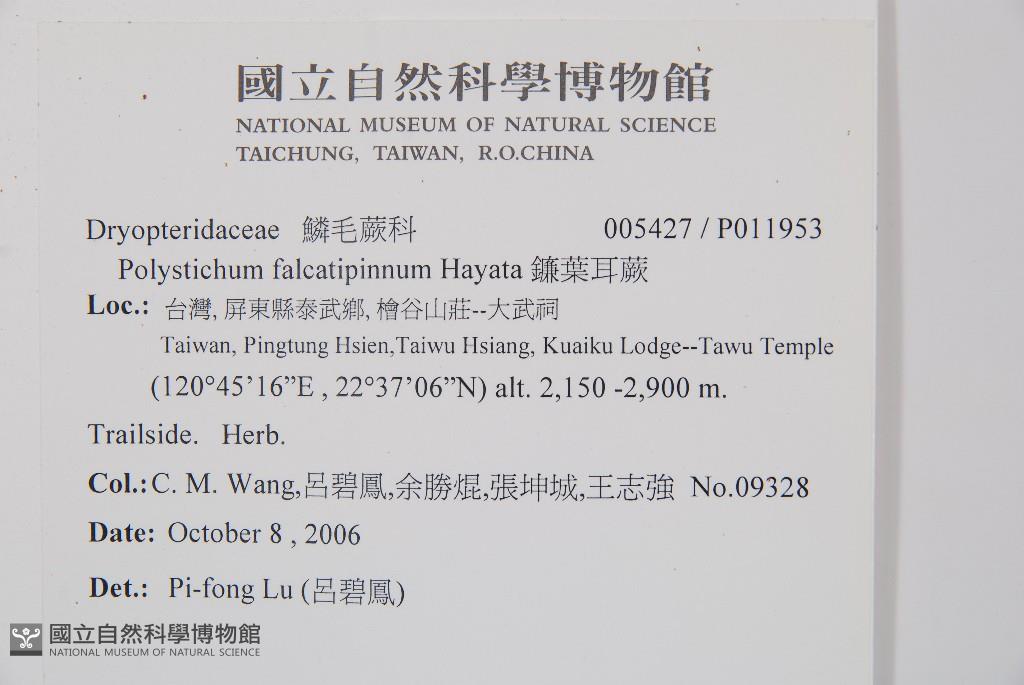 國立自然科學博物館
NATIONAL MUSEUM OF NATURAL SCIENCE
TAICHUNG, TAIWAN, R.O.CHINA
Dryopteridaceae 鱗毛蕨科 005427 / P011953
Polystichum falcatipinnum Hayata 鐮葉耳蕨
Loc.: 台灣, 屏東縣泰武鄉, 檜谷山莊--大武祠
Taiwan, Pingtung Hsien,Taiwu Hsiang, Kuaiku Lodge--Tawu Temple
(120°45’16”E , 22°37’06”N) alt. 2,150 -2,900 m.
Trailside. Herb.
Col.: C. M. Wang,呂碧鳳,余勝焜,張坤城,王志強 No.09328
Date: October 8 , 2006
Det.: Pi-fong Lu (呂碧鳳)
國立自然科學博物館
NATIONAL MUSEUM OF NATURAL SCIENCE